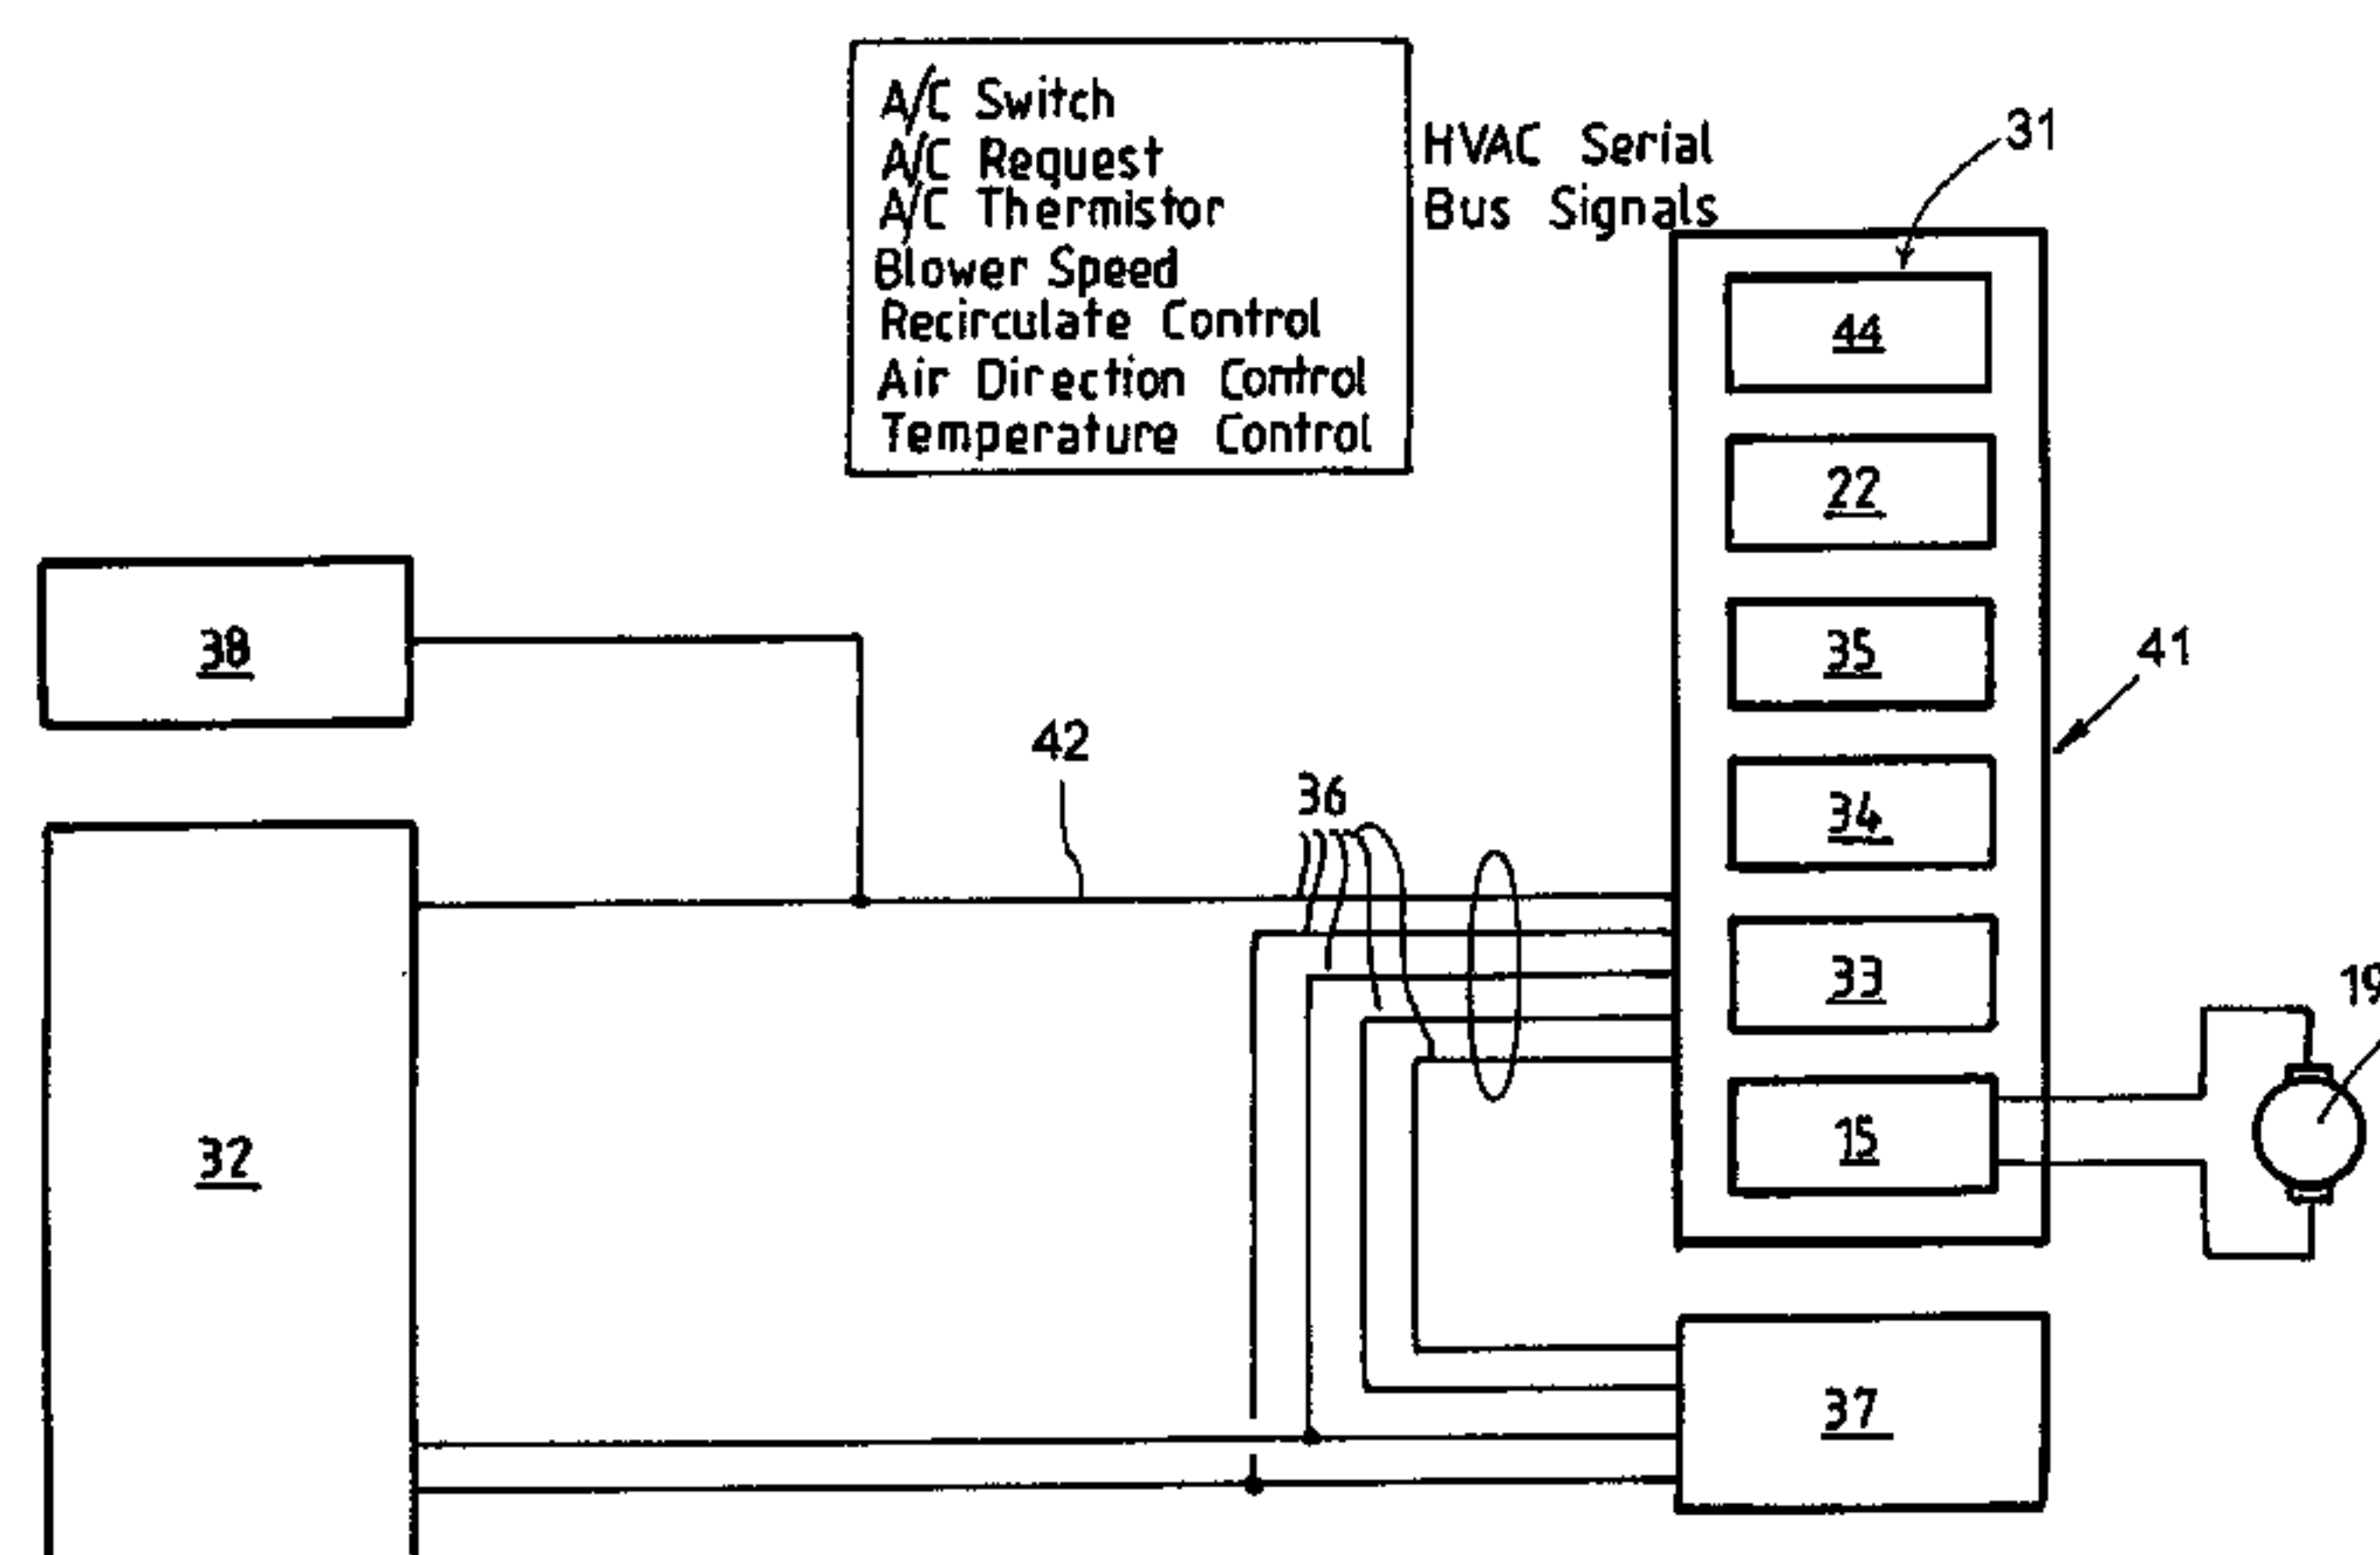 A/C Switch
A/C Request
A/C Thermistor
Blower Speed
Recirculate Control
Air Direction Control
Temperature Control
HVAC Serial
Bus Signals
31
44
22
38
35
41
42
36
34
33
19
32
15
37